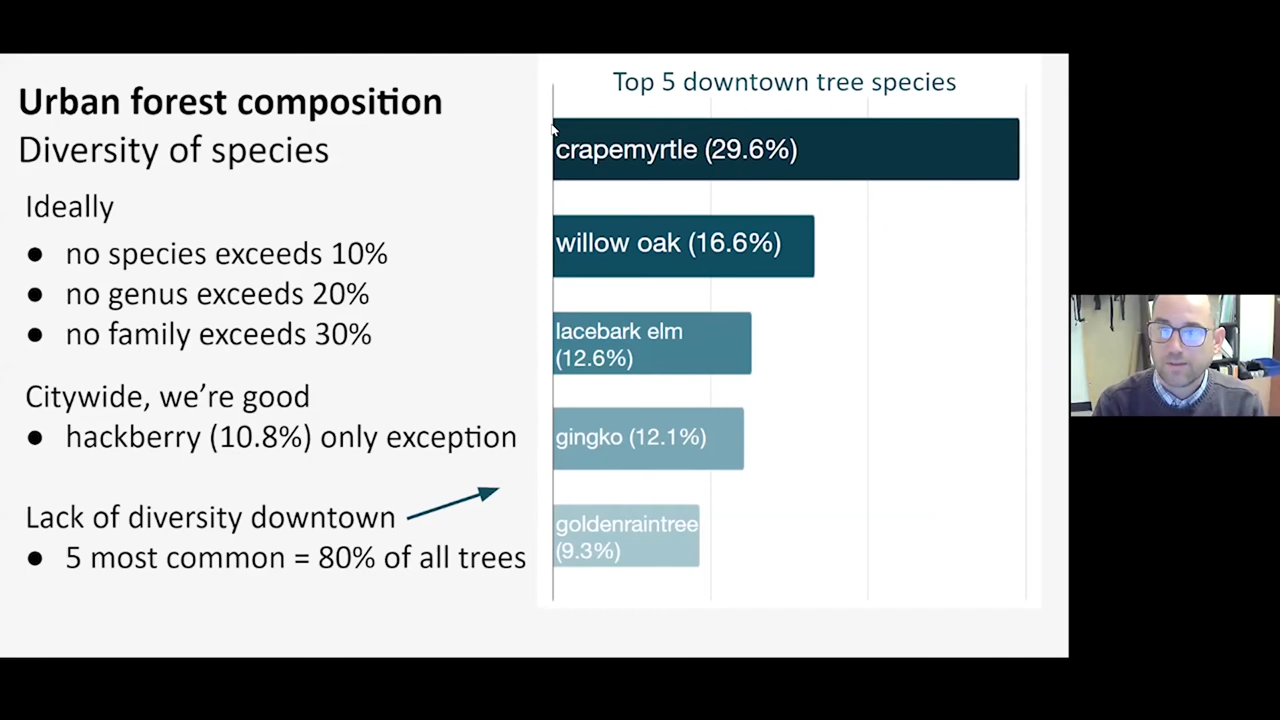 Urban forest composition
Diversity of species
Ideally
● no species exceeds 10%
● no genus exceeds 20%
● no family exceeds 30%
Citywide, we’re good
● hackberry (10.8%) only exception
Lack of diversity downtown
● 5 most common = 80% of all trees
Top 5 downtown tree species
crapemyrtle (29.6%)
willow oak (16.6%)
lacebark elm
(12.6%)
gingko (12.1%)
goldenraintree
(9.3%)